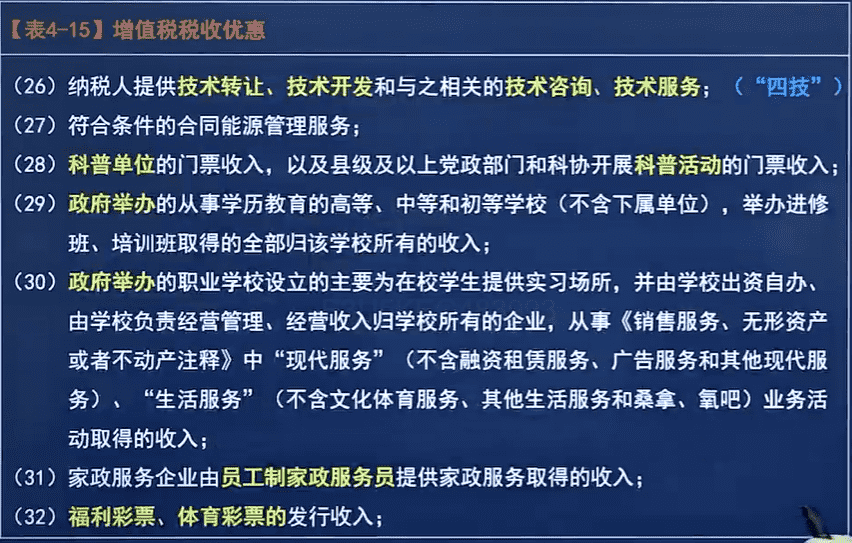 【表4-15】增值税税收优惠
（26）纳税人提供技术转让、技术开发和与之相关的技术咨询、技术服务；（“四技”）
（27）符合条件的合同能源管理服务；
（28）科普单位的门票收入，以及县级及以上党政部门和科协开展科普活动的门票收入；
（29）政府举办的从事学历教育的高等、中等和初等学校（不含下属单位），举办进修
班、培训班取得的全部归该学校所有的收入；
（30）政府举办的职业学校设立的主要为在校学生提供实习场所，并由学校出资自办、
由学校负责经营管理、经营收入归学校所有的企业，从事《销售服务、无形资产
或者不动产注释》中“现代服务”（不含融资租赁服务、广告服务和其他现代服
务）、“生活服务”（不含文化体育服务、其他生活服务和桑拿、氧吧）业务活
动取得的收入；
（31）家政服务企业由员工制家政服务员提供家政服务取得的收入；
（32）福利彩票、体育彩票的发行收入；